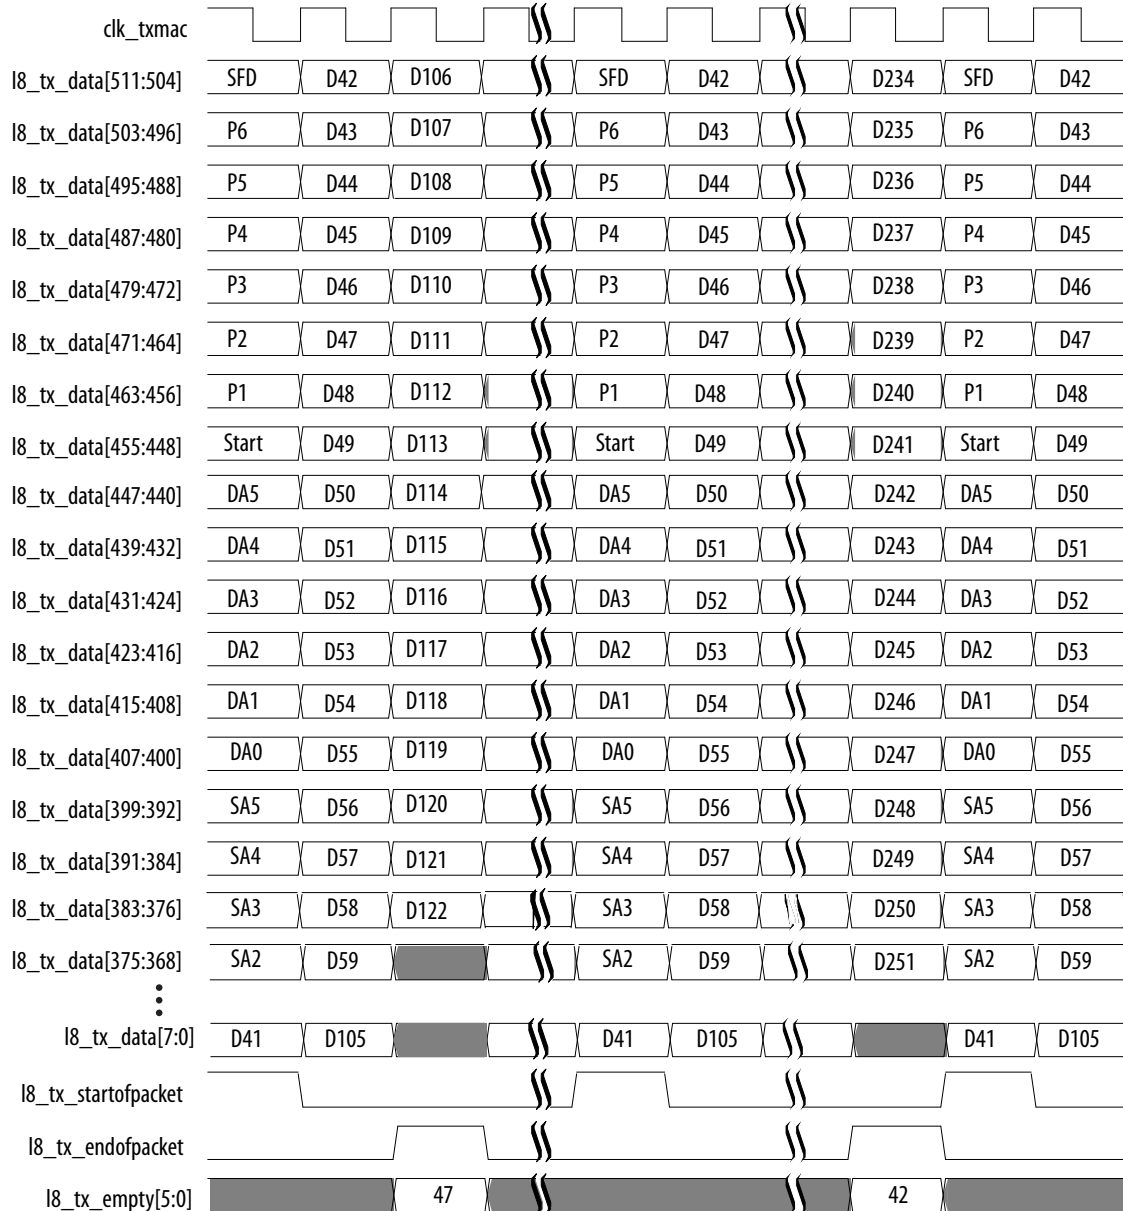 clk_txmac
l8_tx_data[511:504] SFD D42 D106 SFD D42 D234 SFD D42
l8_tx_data[503:496] P6 D43 D107 P6 D43 D235 P6 D43
l8_tx_data[495:488] P5 D44 D108 P5 D44 D236 P5 D44
l8_tx_data[487:480] P4 D45 D109 P4 D45 D237 P4 D45
l8_tx_data[479:472] P3 D46 D110 P3 D46 D238 P3 D46
l8_tx_data[471:464] P2 D47 D111 P2 D47 D239 P2 D47
l8_tx_data[463:456] P1 D48 D112 P1 D48 D240 P1 D48
l8_tx_data[455:448] Start D49 D113 Start D49 D241 Start D49
l8_tx_data[447:440] DA5 D50 D114 DA5 D50 D242 DA5 D50
l8_tx_data[439:432] DA4 D51 D115 DA4 D51 D243 DA4 D51
l8_tx_data[431:424] DA3 D52 D116 DA3 D52 D244 DA3 D52
l8_tx_data[423:416] DA2 D53 D117 DA2 D53 D245 DA2 D53
l8_tx_data[415:408] DA1 D54 D118 DA1 D54 D246 DA1 D54
l8_tx_data[407:400] DA0 D55 D119 DA0 D55 D247 DA0 D55
l8_tx_data[399:392] SA5 D56 D120 SA5 D56 D248 SA5 D56
l8_tx_data[391:384] SA4 D57 D121 SA4 D57 D249 SA4 D57
l8_tx_data[383:376] SA3 D58 D122 SA3 D58 D250 SA3 D58
l8_tx_data[375:368] SA2 D59 SA2 D59 D251 SA2 D59
l8_tx_data[7:0] D41 D105 D41 D105 D41 D105
l8_tx_startofpacket
l8_tx_endofpacket
l8_tx_empty[5:0] 47 42